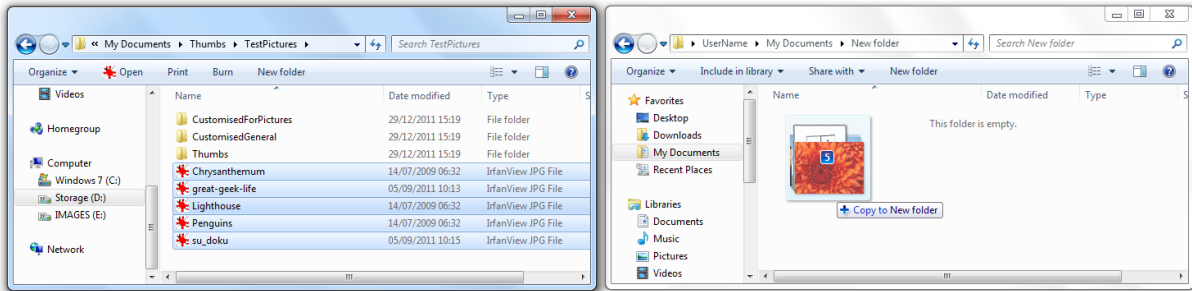 « My Documents ▸ Thumbs ▸ TestPictures ▸
Search TestPictures
Organize
Open
Print
Burn
New folder
Videos
Homegroup
Computer
Windows 7 (C:)
Storage (D:)
IMAGES (E:)
Network
Name Date modified Type S
CustomisedForPictures 29/12/2011 15:19 File folder
CustomisedGeneral 29/12/2011 15:19 File folder
Thumbs 29/12/2011 15:19 File folder
Chrysanthemum 14/07/2009 06:32 IrfanView JPG File
great-geek-life 05/09/2011 10:13 IrfanView JPG File
Lighthouse 14/07/2009 06:32 IrfanView JPG File
Penguins 14/07/2009 06:32 IrfanView JPG File
su_doku 05/09/2011 10:15 IrfanView JPG File
▸ UserName ▸ My Documents ▸ New folder
Search New folder
Organize
Include in library
Share with
New folder
Favorites
Desktop
Downloads
My Documents
Recent Places
Libraries
Documents
Music
Pictures
Videos
Name Date modified Type S
This folder is empty.
5
Copy to New folder